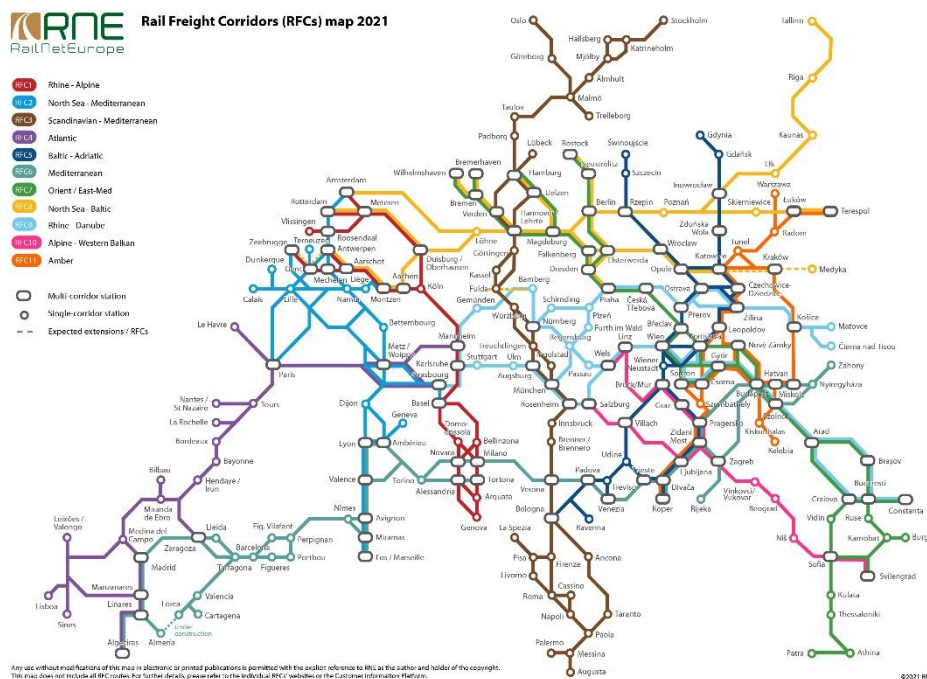 RNE
RailNetEurope
Rail Freight Corridors (RFCs) map 2021
RFC1 Rhine - Alpine
RFC2 North Sea - Mediterranean
RFC3 Scandinavian - Mediterranean
RFC4 Atlantic
RFC5 Baltic - Adriatic
RFC6 Mediterranean
RFC7 Orient / East-Med
RFC8 North Sea - Baltic
RFC9 Rhine - Danube
RFC10 Alpine - Western Balkan
RFC11 Amber
Multi-corridor station
Single-corridor station
Expected extensions / RFCs
Oslo
Stockholm
Tallinn
Hallsberg
Katrineholm
Göteborg
Mjölby
Älmhult
Riga
Malmö
Taulov
Trelleborg
Padborg
Gdynia
Kaunas
Lübeck
Rostock
Świnoujście
Gdańsk
Bremerhaven
Wilhelmshaven
Neustrelitz
Ełk
Hamburg
Szczecin
Warszawa
Amsterdam
Uelzen
Inowrocław
Bremen
Łuków
Rotterdam
Meteren
Verden
Hannover
Lehrte
Berlin
Rzepin
Poznań
Skierniewice
Terespol
Vlissingen
Zduńska
Wola
Radom
Roosendaal
Zeebrugge
Terneuzen
Antwerpen
Löhne
Magdeburg
Falkenberg
Wrocław
Tunel
Göttingen
Elsterwerda
Katowice
Kraków
Dunkerque
Gent
Aarschot
Duisburg /
Oberhausen
Dresden
Opole
Medyka
Mechelen
Liège
Aachen
Kassel
Bamberg
Calais
Lille
Namur
Montzen
Köln
Fulda
Praha
Česká
Třebová
Ostrava
Czechowice-
Dziedzice
Gemünden
Schirnding
Přerov
Žilina
Würzburg
Plzeň
Košice
Le Havre
Bettembourg
Mannheim
Nürnberg
Furth im Wald
Břeclav
Leopoldov
Matovce
Treuchtlingen
Regensburg
Linz
Wien
Bratislava
Nové Zámky
Čierna nad Tisou
Metz /
Woippy
Karlsruhe
Stuttgart
Ulm
Ingolstadt
Wels
Wiener
Neustadt
Győr
Záhony
Paris
Strasbourg
Augsburg
Passau
Sopron
Csorna
Hatvan
München
Bruck/Mur
Budapest
Miskolc
Nyíregyháza
Nantes /
St Nazaire
Tours
Dijon
Basel
Rosenheim
Salzburg
Graz
Szombathely
Szolnok
La Rochelle
Geneva
Domo-
dossola
Innsbruck
Villach
Pragersko
Kiskunhalas
Arad
Bordeaux
Lyon
Ambérieu
Bellinzona
Brenner /
Brennero
Zidani
Most
Kelebia
Novara
Milano
Udine
Bayonne
Ljubljana
Zagreb
Brașov
Bilbao
Torino
Padova
Trieste
Valence
Alessandria
Tortona
Verona
Treviso
Divača
București
Hendaye /
Irun
Vinkovci/
Vukovar
Miranda
de Ebro
Arquata
Venezia
Koper
Rijeka
Craiova
Constanta
Nîmes
Avignon
Bologna
Beograd
Leixões /
Valongo
Genova
Ravenna
Vidin
Ruse
Medina del
Campo
Lleida
Fig. Vilafant
Perpignan
La Spezia
Miramas
Niš
Karnobat
Burg
Zaragoza
Barcelona
Madrid
Tarragona
Figueres
Portbou
Fos / Marseille
Pisa
Firenze
Ancona
Sofia
Svilengrad
Livorno
Manzanares
Valencia
Cassino
Kulata
Lisboa
Linares
Lorca
Roma
Sines
Cartagena
Napoli
Taranto
Thessaloniki
under
construction
Almería
Algeciras
Paola
Palermo
Messina
Patra
Athina
Augusta
Any use without modifications of this map in electronic or printed publications is permitted with the explicit reference to RNE as the author and holder of the copyright.
This map does not include all RFC routes. For further details, please refer to the individual RFCs' websites or the Customer Information Platform.
©2021 RN